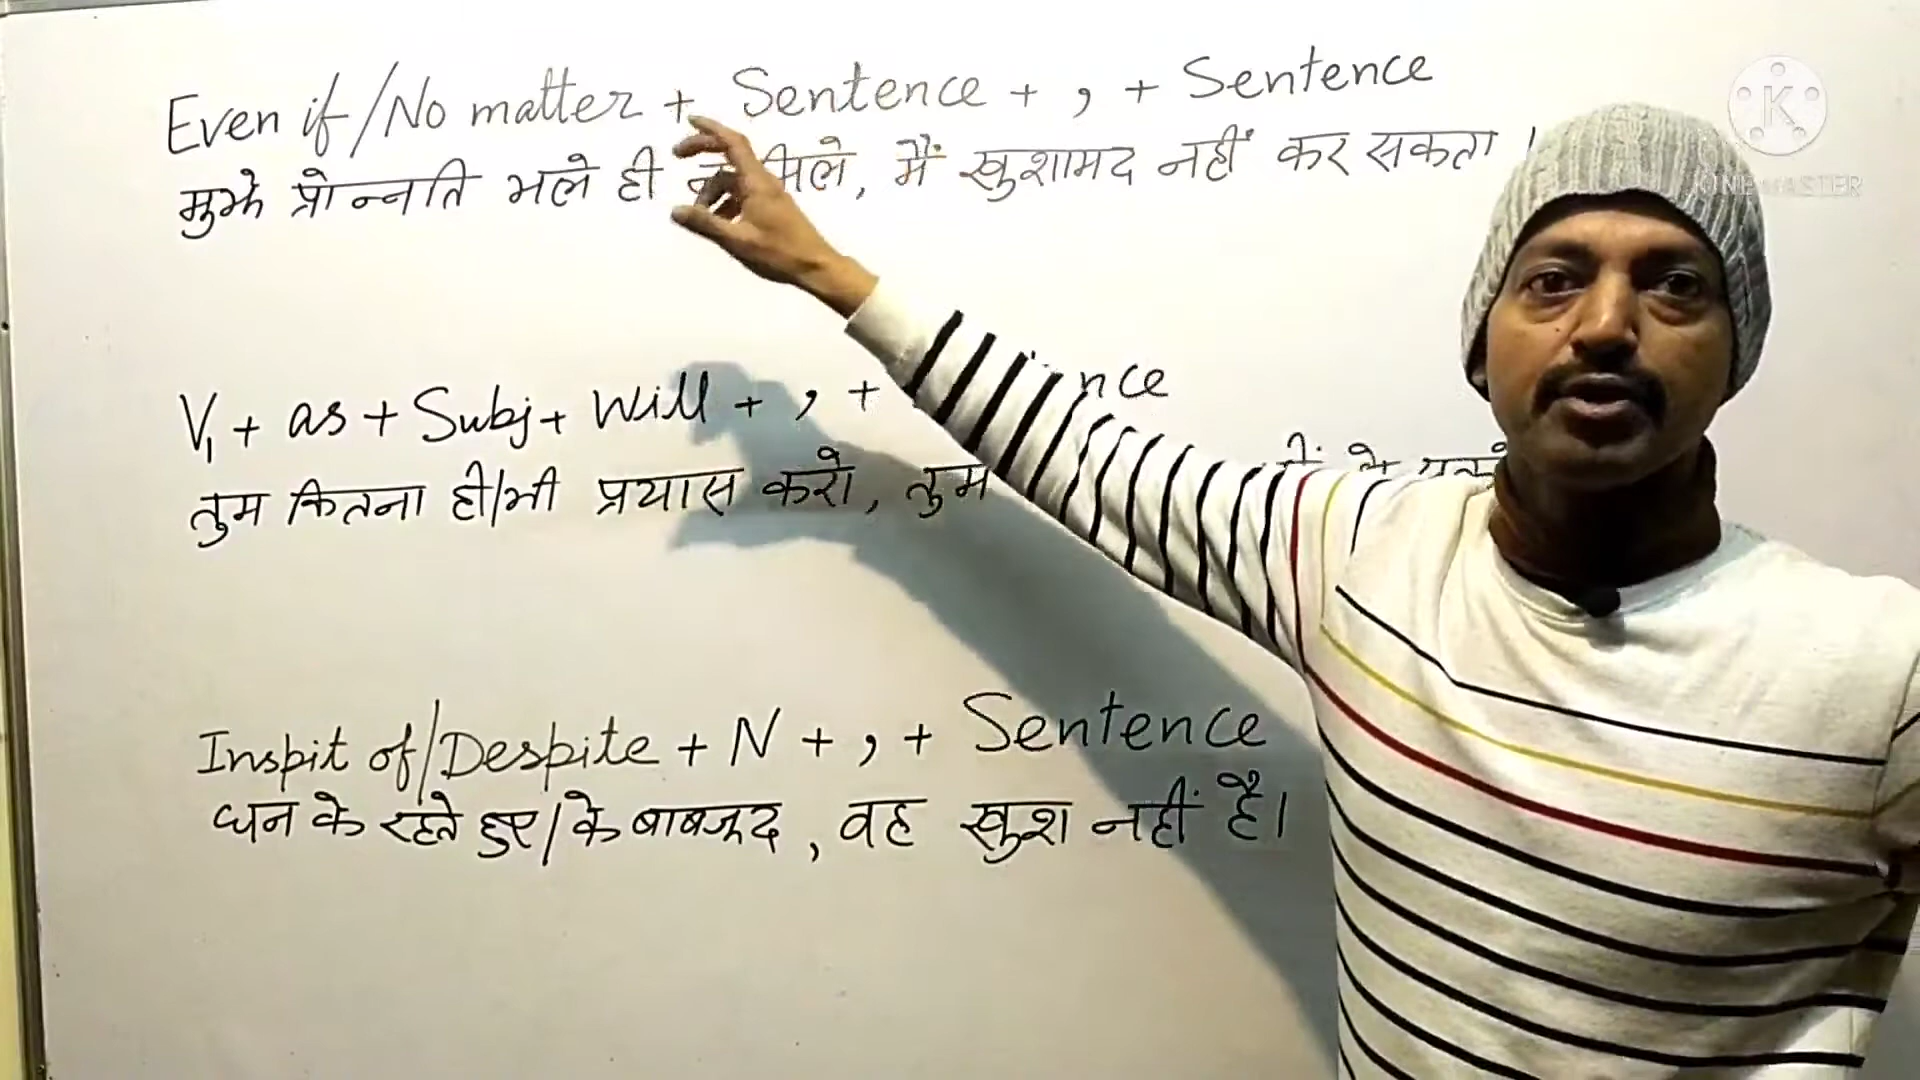 Even if/No matter + Sentence + , + Sentence
मुझे प्रोन्नति भले ही न मिले, मैं खुशामद नहीं कर सकता ।
V1 + as + Subj + Will + , +
तुम कितना ही/भी प्रयास करो, तुम
Inspit of/Despite + N + , + Sentence
धन के रहते हुए/के बाबजूद, वह खुश नहीं है।
K
KINEMASTER